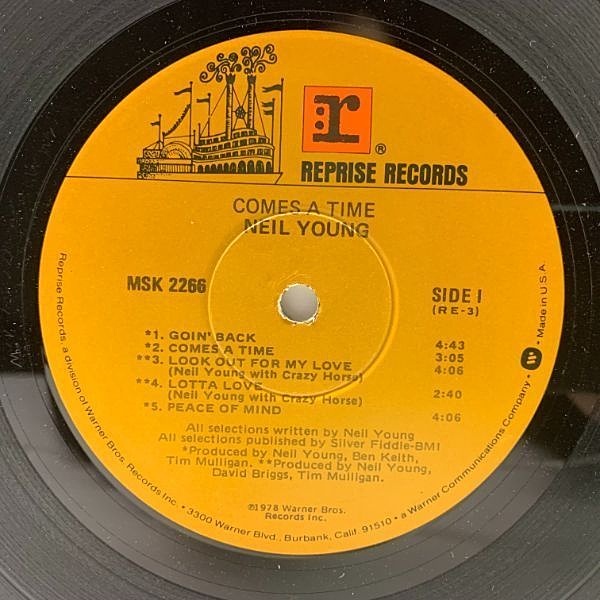 r
®
REPRISE RECORDS
COMES A TIME
NEIL YOUNG
MSK 2266
SIDE 1
(RE-3)
*1. GOIN' BACK 4:43
*2. COMES A TIME 3:05
**3. LOOK OUT FOR MY LOVE 4:06
(Neil Young with Crazy Horse)
**4. LOTTA LOVE 2:40
(Neil Young with Crazy Horse)
*5. PEACE OF MIND 4:06
All selections written by Neil Young
All selections published by Silver Fiddle-BMI
*Produced by Neil Young, Ben Keith,
Tim Mulligan. **Produced by Neil Young,
David Briggs, Tim Mulligan.
℗1978 Warner Bros.
Records Inc.
Reprise Records, a division of Warner Bros. Records Inc. • 3300 Warner Blvd., Burbank, Calif. 91510 • a Warner Communications Company • W • Made in U.S.A.